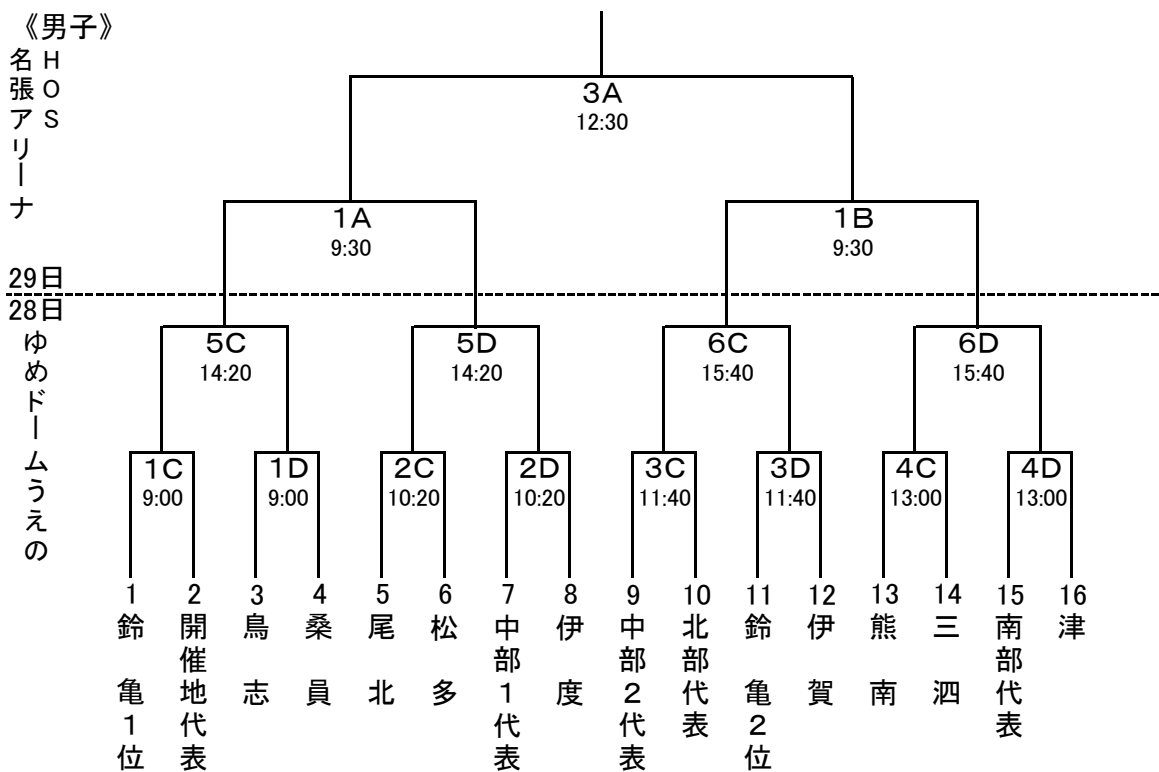 《男子》
HOS
名張アリーナ
3A
12:30
1A
9:30
1B
9:30
29日
28日
ゆめドームうえの
5C
14:20
5D
14:20
6C
15:40
6D
15:40
1C
9:00
1D
9:00
2C
10:20
2D
10:20
3C
11:40
3D
11:40
4C
13:00
4D
13:00
1
鈴亀1位
2
開催地代表
3
鳥志
4
桑員
5
尾北
6
松多
7
中部1代表
8
伊度
9
中部2代表
10
北部代表
11
鈴亀2位
12
伊賀
13
熊南
14
三泗
15
南部代表
16
津